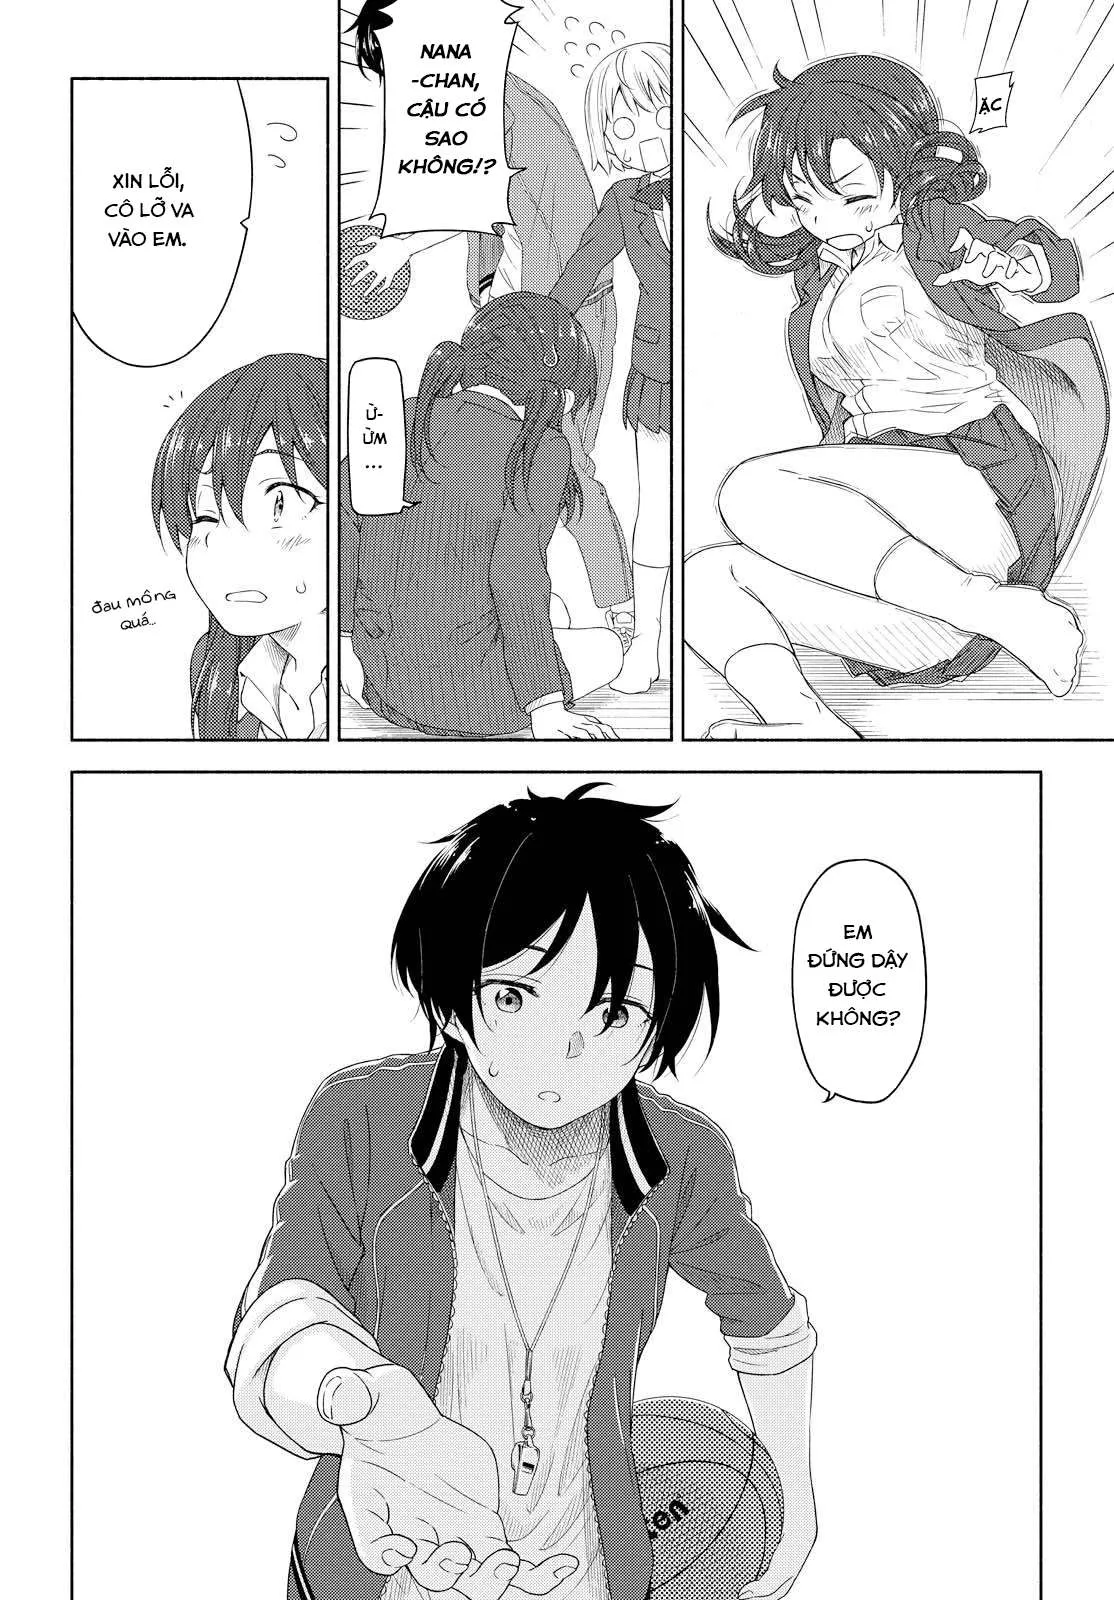 ẶC
NANA
-CHAN,
CẬU CÓ
SAO
KHÔNG!?
Ừ-
ỪM
...
XIN LỖI,
CÔ LỠ VA
VÀO EM.
đau mông
quá..
EM
ĐỨNG DẬY
ĐƯỢC
KHÔNG?
ten